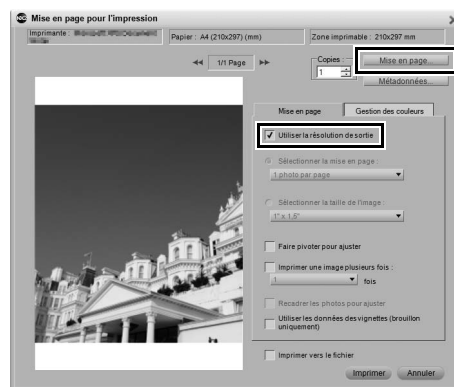 Mise en page pour l'impression
Imprimante :
Papier : A4 (210x297) (mm)
Zone imprimable : 210x297 mm
1/1 Page
Copies :
1
Mise en page...
Métadonnées...
Mise en page
Gestion des couleurs
Utiliser la résolution de sortie
Sélectionner la mise en page :
1 photo par page
Sélectionner la taille de l'image :
1" x 1,5"
Faire pivoter pour ajuster
Imprimer une image plusieurs fois :
1
fois
Recadrer les photos pour ajuster
Utiliser les données des vignettes (brouillon
uniquement)
Imprimer vers le fichier
Imprimer
Annuler